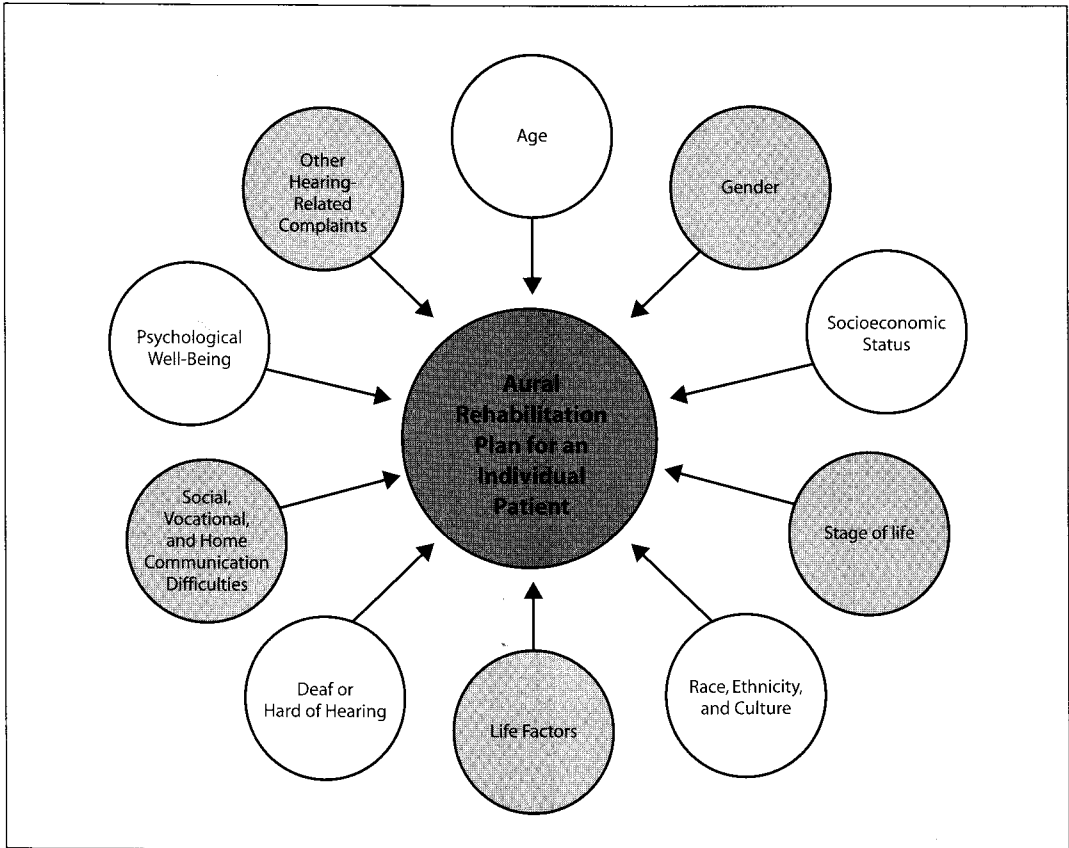 Age
Gender
Socioeconomic
Status
Stage of life
Race, Ethnicity,
and Culture
Life Factors
Deaf or
Hard of Hearing
Social,
Vocational,
and Home
Communication
Difficulties
Psychological
Well-Being
Other
Hearing-
Related
Complaints
Aural
Rehabilitation
Plan for an
Individual
Patient